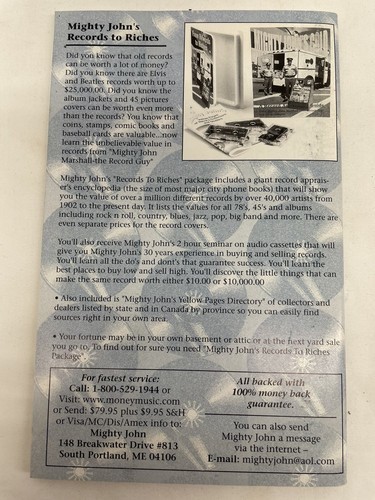 Mighty John's
Records to Riches
Did you know that old records
can be worth a lot of money?
Did you know there are Elvis
and Beatles records worth up to
$25,000.00. Did you know the
album jackets and 45 pictures
covers can be worth even more
than the records? You know that
coins, stamps, comic books and
baseball cards are valuable...now
learn the unbelievable value in
records from "Mighty John
Marshall-the Record Guy"
Mighty John's "Records To Riches" package includes a giant record apprais-
er's encyclopedia (the size of most major city phone books) that will show
you the value of over a million different records by over 40,000 artists from
1902 to the present day. It lists the values for all 78's, 45's and albums
including rock n roll, country, blues, jazz, pop, big band and more. There are
even separate prices for the record covers.
You'll also receive Mighty John's 2 hour seminar on audio cassettes that will
give you Mighty John's 30 years experience in buying and selling records.
You'll learn all the do's and dont's that guarantee success. You'll learn the
best places to buy low and sell high. You'll discover the little things that can
make the same record worth either $10.00 or $10,000.00
• Also included is "Mighty John's Yellow Pages Directory" of collectors and
dealers listed by state and in Canada by province so you can easily find
sources right in your own area.
• Your fortune may be in your own basement or attic or at the next yard sale
you go to. To find out for sure you need "Mighty John's Records To Riches
Package"
For fastest service:
Call: 1-800-529-1944 or
Visit: www.moneymusic.com
or Send: $79.95 plus $9.95 S&H
or Visa/MC/Dis/Amex info to:
Mighty John
148 Breakwater Drive #813
South Portland, ME 04106
All backed with
100% money back
guarantee.
You can also send
Mighty John a message
via the internet –
E-mail: mightyjohn@aol.com